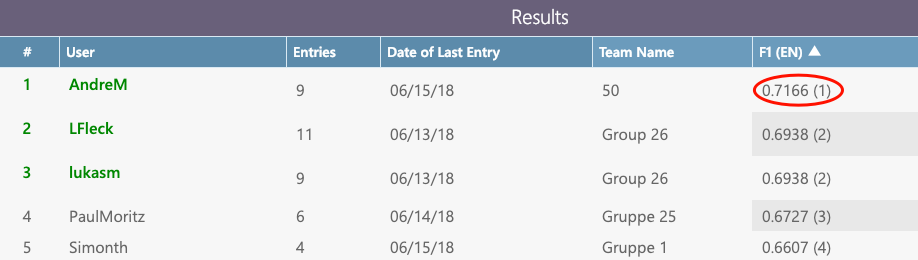 Results
# User Entries Date of Last Entry Team Name F1 (EN) ▲
1 AndreM 9 06/15/18 50 0.7166 (1)
2 LFleck 11 06/13/18 Group 26 0.6938 (2)
3 lukasm 9 06/13/18 Group 26 0.6938 (2)
4 PaulMoritz 6 06/14/18 Gruppe 25 0.6727 (3)
5 Simonth 4 06/15/18 Gruppe 1 0.6607 (4)